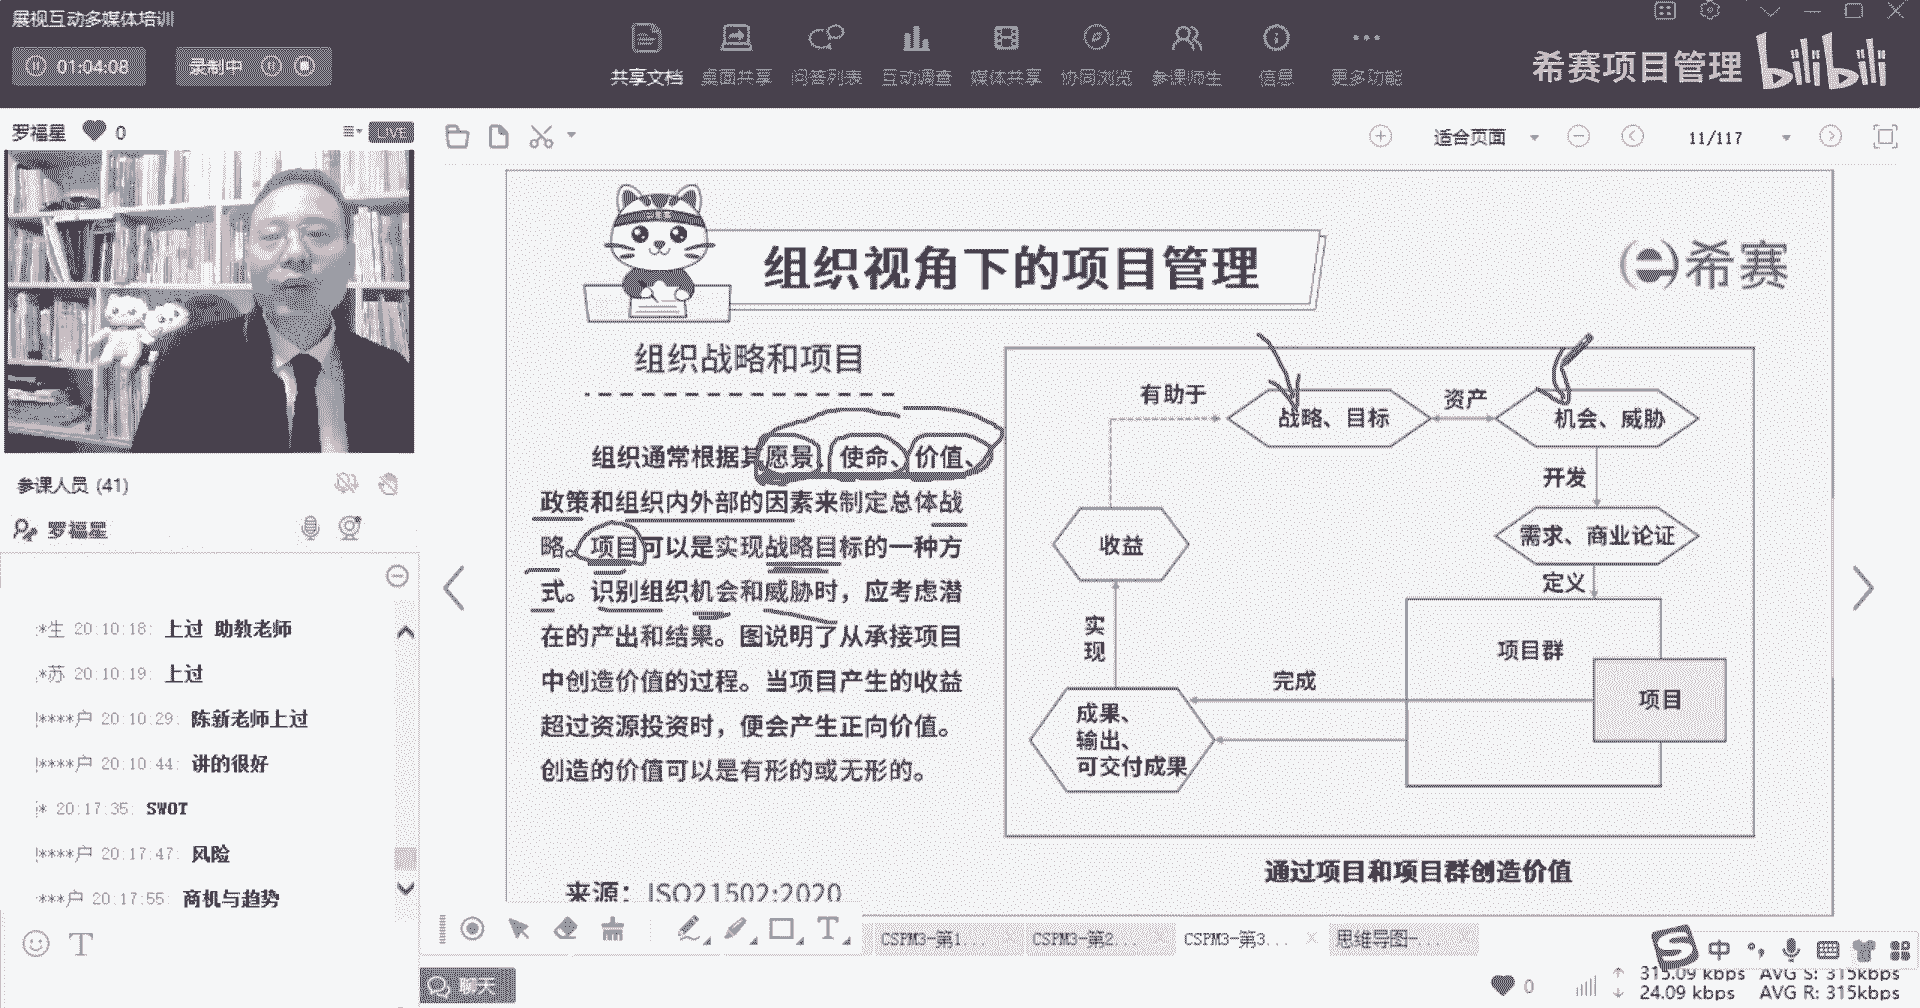 展视互动多媒体培训
01:04:08
录制中
共享文档
桌面共享
问答列表
互动调查
媒体共享
协同浏览
参课师生
信息
更多功能
希赛项目管理 bilibili
罗福星 0
LIVE
适合页面
11/117
组织视角下的项目管理
希赛
组织战略和项目
组织通常根据其愿景、使命、价值、
政策和组织内外部的因素来制定总体战
略。项目可以是实现战略目标的一种方
式。识别组织机会和威胁时，应考虑潜
在的产出和结果。图说明了从承接项目
中创造价值的过程。当项目产生的收益
超过资源投资时，便会产生正向价值。
创造的价值可以是有形的或无形的。
来源：ISO21502:2020
有助于
战略、目标
资产
机会、威胁
开发
需求、商业论证
定义
收益
实现
项目群
项目
完成
成果、
输出、
可交付成果
通过项目和项目群创造价值
参课人员 (41)
罗福星
*生 20:10:18: 上过 助教老师
*苏 20:10:19: 上过
****户 20:10:29: 陈新老师上过
****户 20:10:44: 讲的很好
* 20:17:35: SWOT
****户 20:17:47: 风险
***户 20:17:55: 商机与趋势
T
T
CSPM3-第1...
CSPM3-第2...
CSPM3-第3...
思维导图-...
聊天
中
0
315.09 kbps AVG S: 315kbps
24.09 kbps AVG R: 315kbps